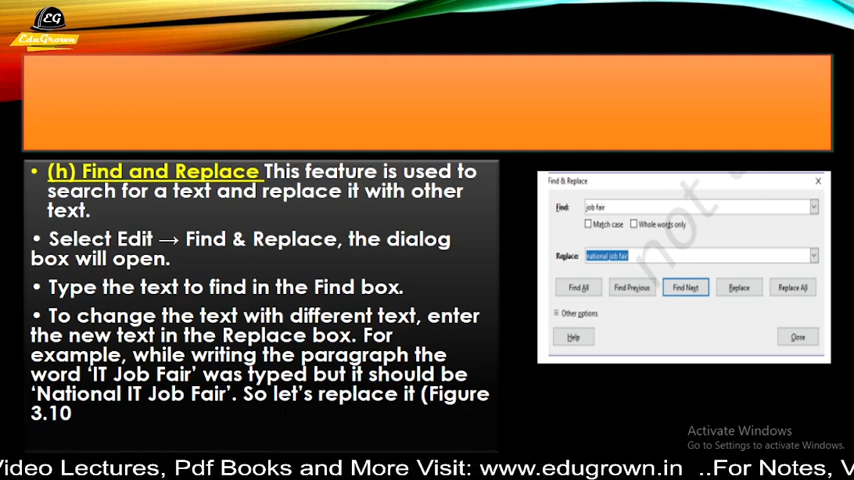 EG
EduGrown
• (h) Find and Replace This feature is used to
search for a text and replace it with other
text.
• Select Edit → Find & Replace, the dialog
box will open.
• Type the text to find in the Find box.
• To change the text with different text, enter
the new text in the Replace box. For
example, while writing the paragraph the
word ‘IT Job Fair’ was typed but it should be
‘National IT Job Fair’. So let’s replace it (Figure
3.10
Find & Replace
Find: job fair
Match case Whole words only
Replace: national job fair
Find All Find Previous Find Next Replace Replace All
Other options
Help Close
not
Activate Windows
Go to Settings to activate Windows.
Video Lectures, Pdf Books and More Visit: www.edugrown.in ..For Notes, V